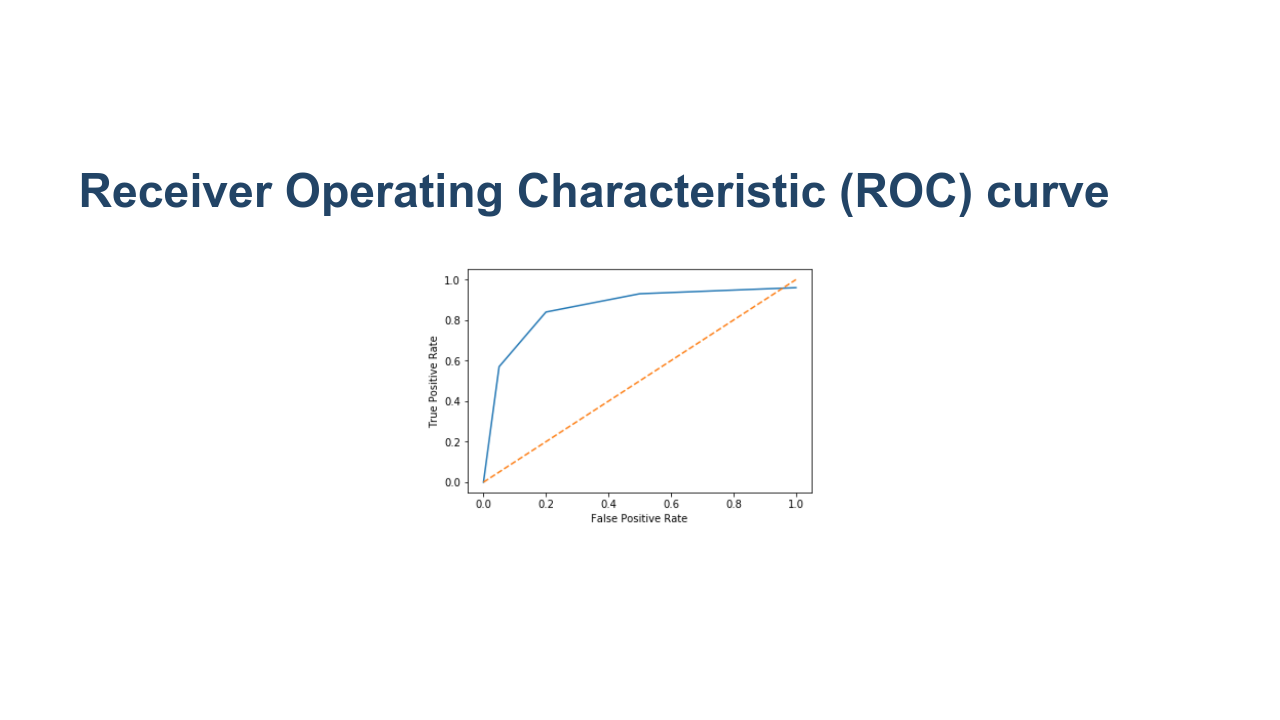 Receiver Operating Characteristic (ROC) curve
1.0
0.8
0.6
0.4
0.2
0.0
True Positive Rate
0.0 0.2 0.4 0.6 0.8 1.0
False Positive Rate